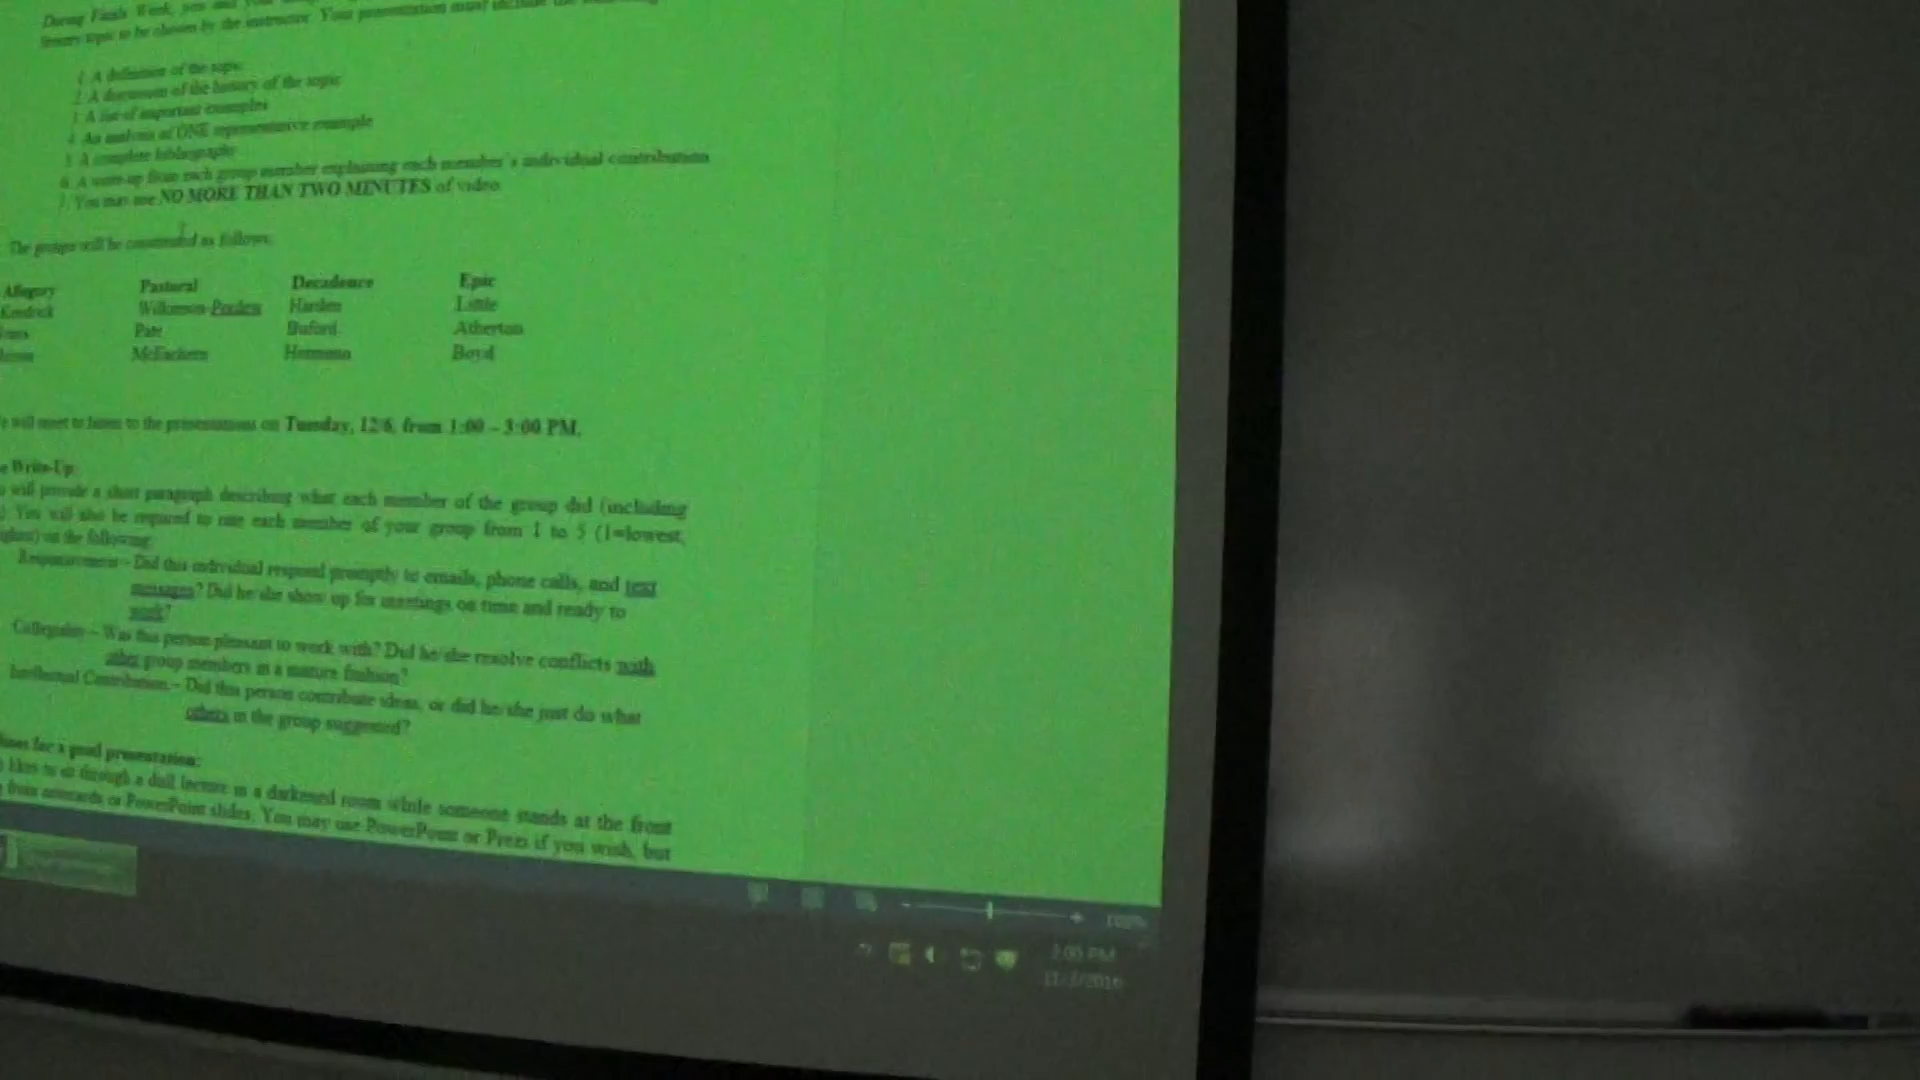 During Finals Week, you and your
literary topic to be chosen by the instructor. Your presentation must include the following
1. A definition of the topic
2. A discussion of the history of the topic
3. A list of important examples
4. An analysis of ONE representative example
5. A complete bibliography
6. A write-up from each group member explaining each member's individual contribution
7. You may use NO MORE THAN TWO MINUTES of video.
The groups will be constructed as follows:
Allegory Pastoral Decadence Epic
Kendrick Wilkinson- Harden Little
Pate Buford Atherton
McEachern Hermann Boyd
will meet to listen to the presentations on Tuesday, 12/6, from 1:00 – 3:00 PM.
Write-Up:
will provide a short paragraph describing what each member of the group did (including
You will also be required to rate each member of your group from 1 to 5 (1=lowest,
on the following:
Responsiveness – Did this individual respond promptly to emails, phone calls, and text
messages? Did he/she show up for meetings on time and ready to
work?
Collegiality – Was this person pleasant to work with? Did he/she resolve conflicts with
other group members in a mature fashion?
Intellectual Contribution – Did this person contribute ideas, or did he/she just do what
others in the group suggested?
for a good presentation:
likes to sit through a dull lecture in a darkened room while someone stands at the front
from notecards or PowerPoint slides. You may use PowerPoint or Prezi if you wish, but
100%
2:00 PM